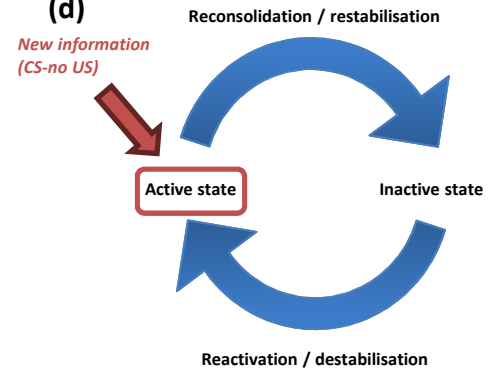 (d)
Reconsolidation / restabilisation
New information
(CS-no US)
Active state
Inactive state
Reactivation / destabilisation